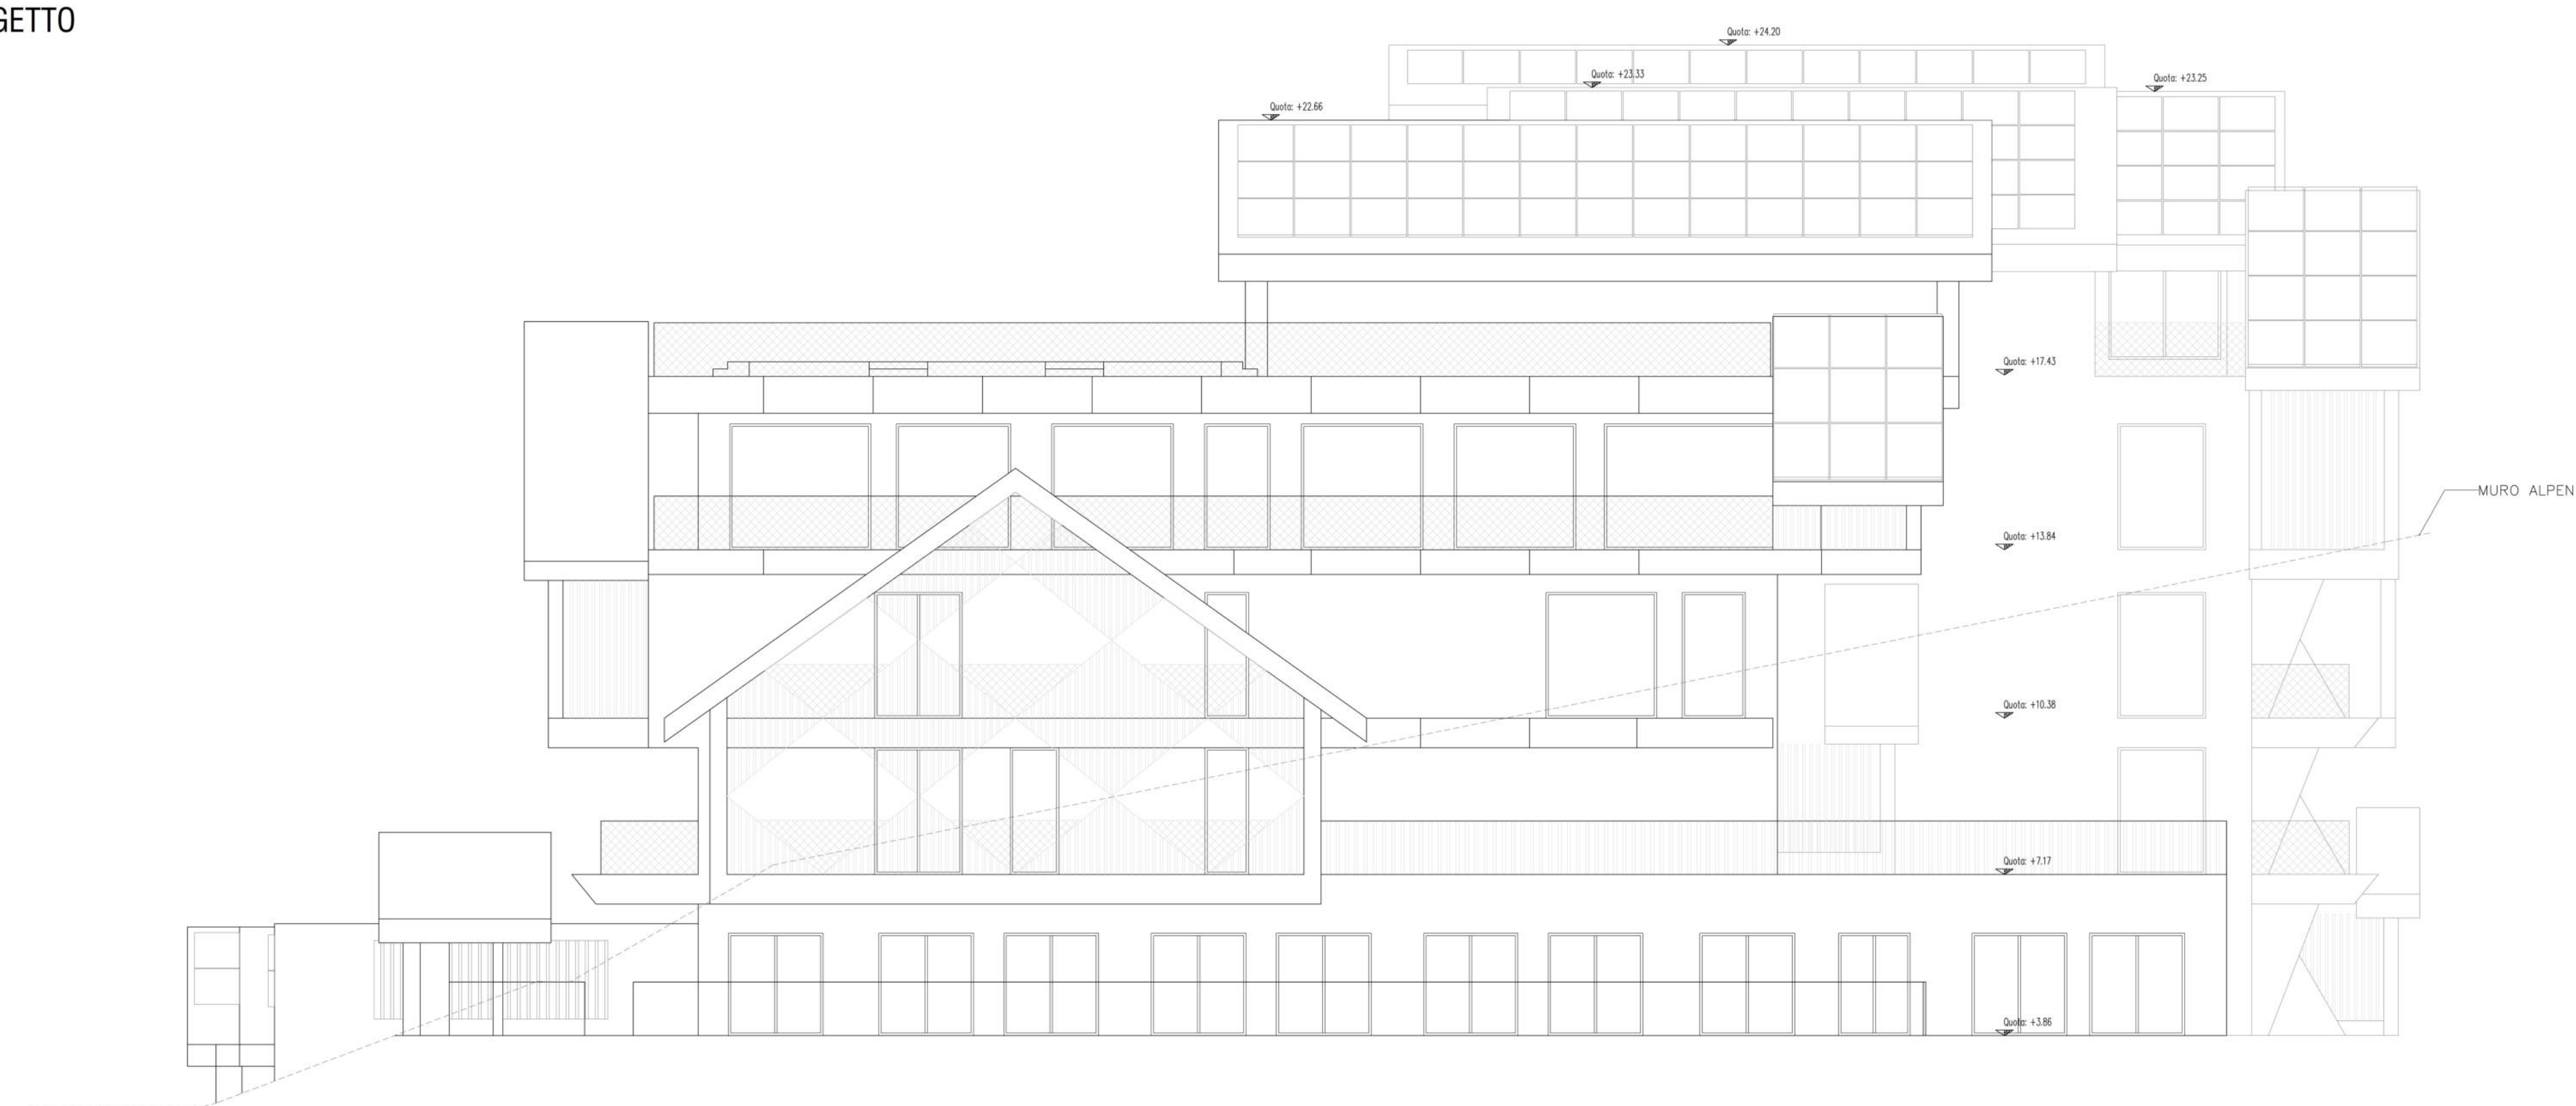 GETTO
Quota: +24.20
Quota: +23.33
Quota: +23.25
Quota: +22.66
Quota: +17.43
MURO ALPEN
Quota: +13.84
Quota: +10.38
Quota: +7.17
Quota: +3.86